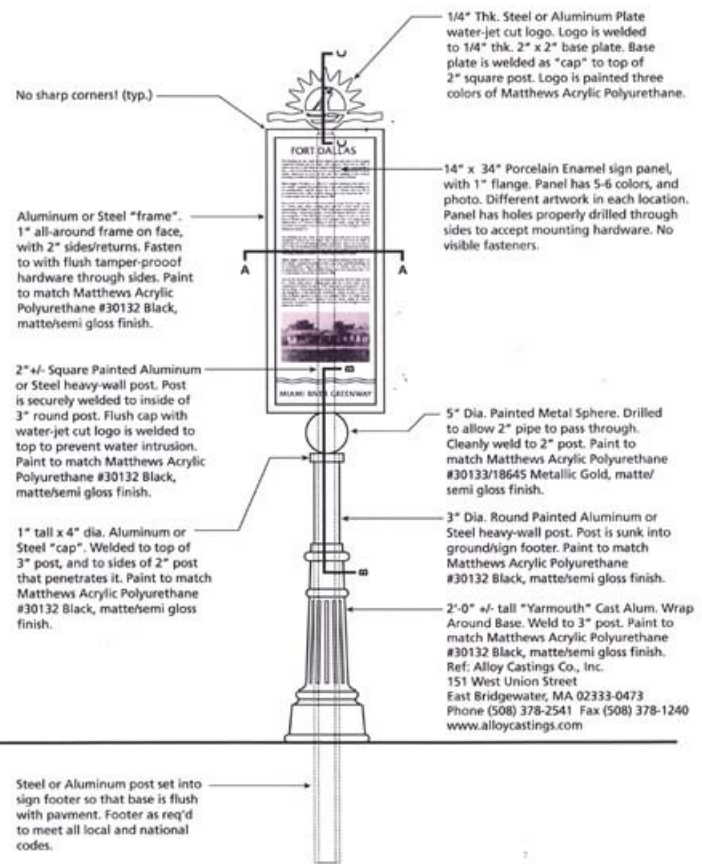 1/4" Thk. Steel or Aluminum Plate
water-jet cut logo. Logo is welded
to 1/4" thk. 2" x 2" base plate. Base
plate is welded as "cap" to top of
2" square post. Logo is painted three
colors of Matthews Acrylic Polyurethane.
No sharp corners! (typ.)
C
C
FORT DALLAS
14" x 34" Porcelain Enamel sign panel,
with 1" flange. Panel has 5-6 colors, and
photo. Different artwork in each location.
Panel has holes properly drilled through
sides to accept mounting hardware. No
visible fasteners.
Aluminum or Steel "frame".
1" all-around frame on face,
with 2" sides/returns. Fasten
to with flush tamper-prooof
hardware through sides. Paint
to match Matthews Acrylic
Polyurethane #30132 Black,
matte/semi gloss finish.
A
A
2"+/- Square Painted Aluminum
or Steel heavy-wall post. Post
is securely welded to inside of
3" round post. Flush cap with
water-jet cut logo is welded to
top to prevent water intrusion.
Paint to match Matthews Acrylic
Polyurethane #30132 Black,
matte/semi gloss finish.
B
MIAMI RIVER GREENWAY
5" Dia. Painted Metal Sphere. Drilled
to allow 2" pipe to pass through.
Cleanly weld to 2" post. Paint to
match Matthews Acrylic Polyurethane
#30133/18645 Metallic Gold, matte/
semi gloss finish.
1" tall x 4" dia. Aluminum or
Steel "cap". Welded to top of
3" post, and to sides of 2" post
that penetrates it. Paint to match
Matthews Acrylic Polyurethane
#30132 Black, matte/semi gloss
finish.
3" Dia. Round Painted Aluminum or
Steel heavy-wall post. Post is sunk into
ground/sign footer. Paint to match
Matthews Acrylic Polyurethane
#30132 Black, matte/semi gloss finish.
B
2'-0" +/- tall "Yarmouth" Cast Alum. Wrap
Around Base. Weld to 3" post. Paint to
match Matthews Acrylic Polyurethane
#30132 Black, matte/semi gloss finish.
Ref: Alloy Castings Co., Inc.
151 West Union Street
East Bridgewater, MA 02333-0473
Phone (508) 378-2541 Fax (508) 378-1240
www.alloycastings.com
Steel or Aluminum post set into
sign footer so that base is flush
with pavment. Footer as req'd
to meet all local and national
codes.